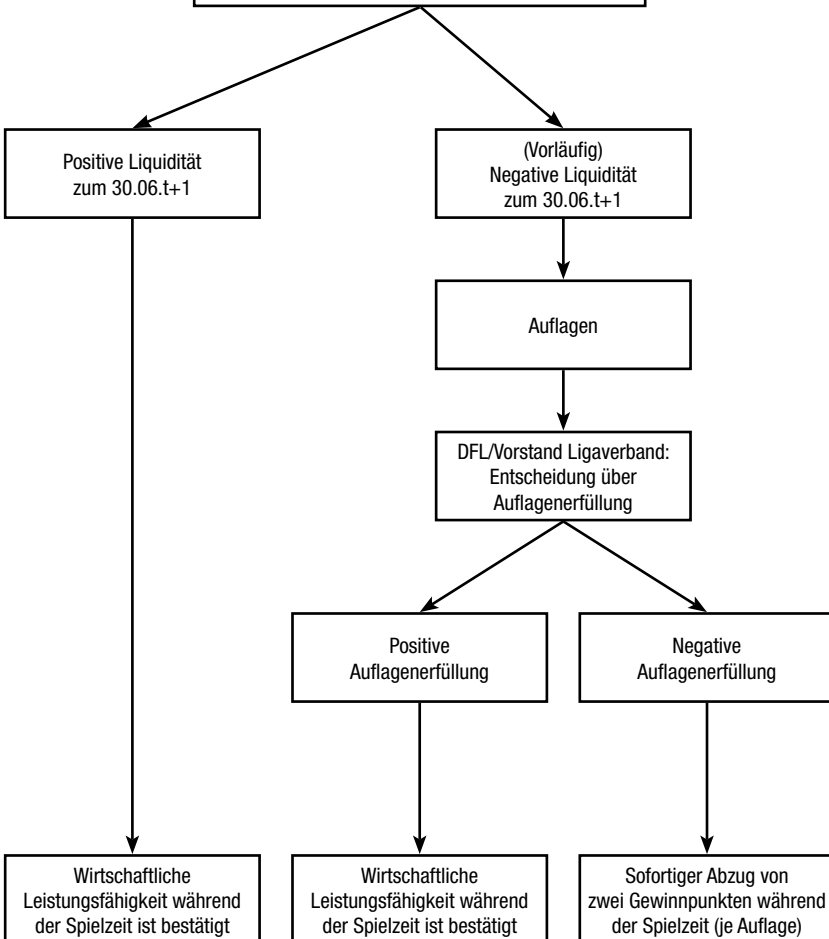 Positive Liquidität
zum 30.06.t+1
(Vorläufig)
Negative Liquidität
zum 30.06.t+1
Auflagen
DFL/Vorstand Ligaverband:
Entscheidung über
Auflagenerfüllung
Positive
Auflagenerfüllung
Negative
Auflagenerfüllung
Wirtschaftliche
Leistungsfähigkeit während
der Spielzeit ist bestätigt
Wirtschaftliche
Leistungsfähigkeit während
der Spielzeit ist bestätigt
Sofortiger Abzug von
zwei Gewinnpunkten während
der Spielzeit (je Auflage)